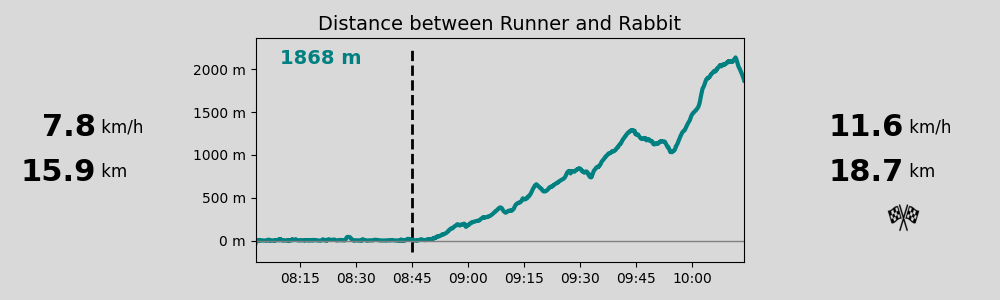 Distance between Runner and Rabbit
1868 m
2000 m
1500 m
1000 m
500 m
0 m
08:15 08:30 08:45 09:00 09:15 09:30 09:45 10:00
7.8 km/h
15.9 km
11.6 km/h
18.7 km